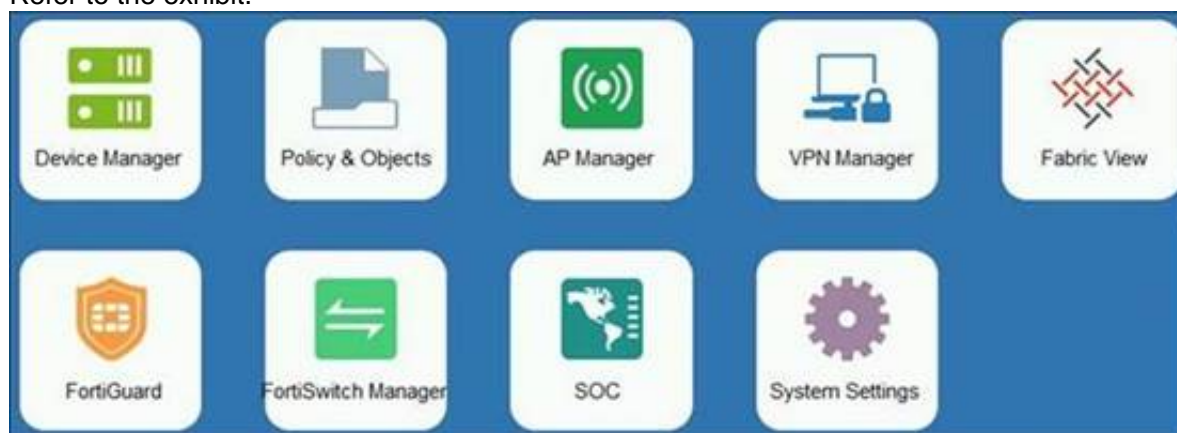 Refer to the exhibit.
Device Manager
Policy & Objects
AP Manager
VPN Manager
Fabric View
FortiGuard
FortiSwitch Manager
SOC
System Settings